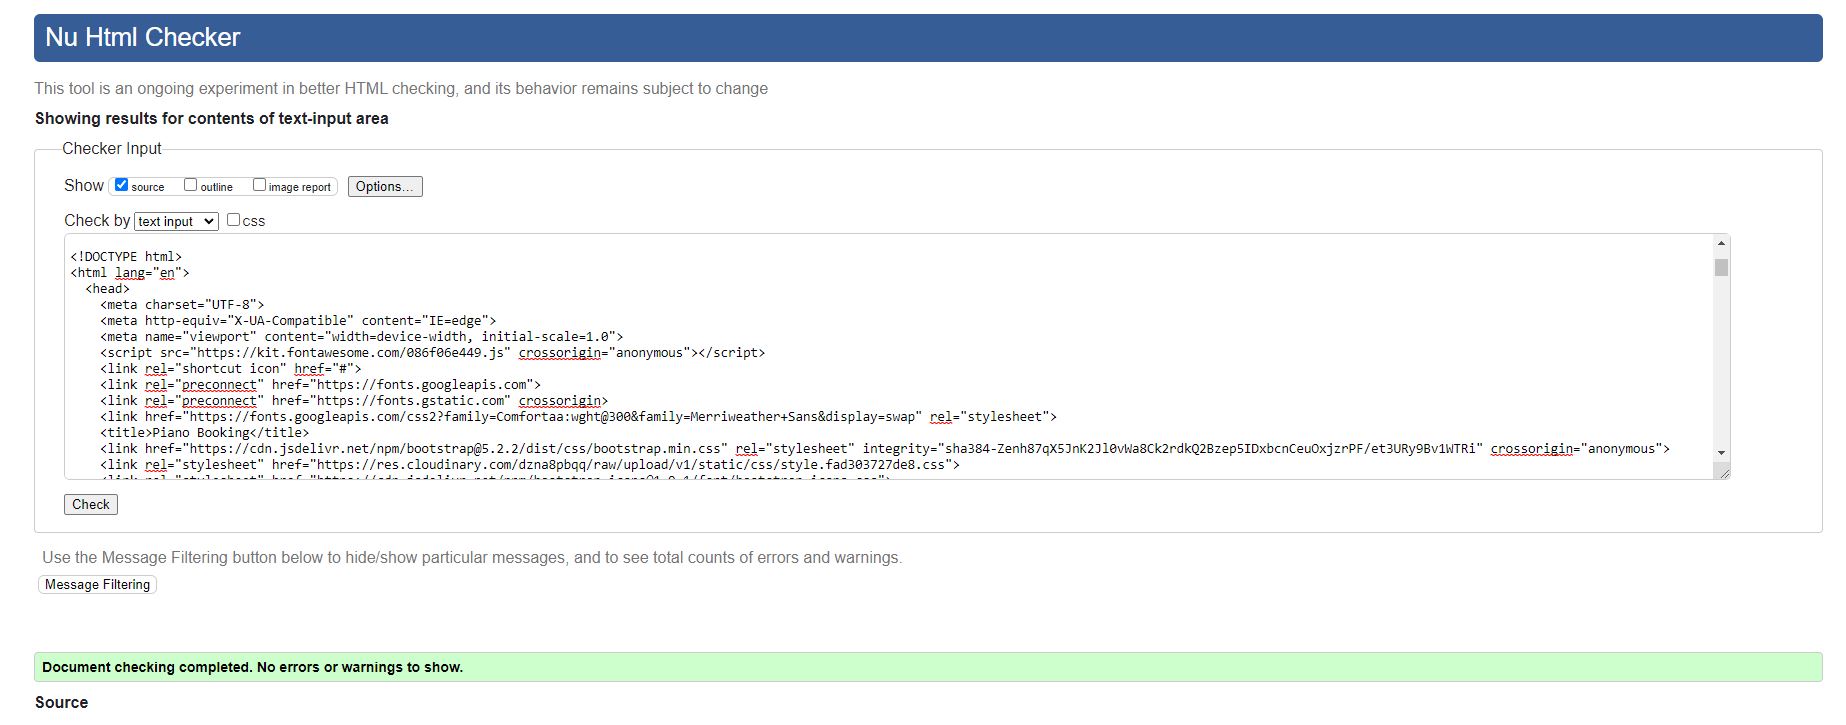 Nu Html Checker
This tool is an ongoing experiment in better HTML checking, and its behavior remains subject to change
Showing results for contents of text-input area
Checker Input
Show source outline image report Options...
Check by text input css
<!DOCTYPE html>
<html lang="en">
<head>
<meta charset="UTF-8">
<meta http-equiv="X-UA-Compatible" content="IE=edge">
<meta name="viewport" content="width=device-width, initial-scale=1.0">
<script src="https://kit.fontawesome.com/086f06e449.js" crossorigin="anonymous"></script>
<link rel="shortcut icon" href="#">
<link rel="preconnect" href="https://fonts.googleapis.com">
<link rel="preconnect" href="https://fonts.gstatic.com" crossorigin>
<link href="https://fonts.googleapis.com/css2?family=Comfortaa:wght@300&family=Merriweather+Sans&display=swap" rel="stylesheet">
<title>Piano Booking</title>
<link href="https://cdn.jsdelivr.net/npm/bootstrap@5.2.2/dist/css/bootstrap.min.css" rel="stylesheet" integrity="sha384-Zenh87qX5JnK2Jl0vWa8Ck2rdkQ2Bzep5IDxbcnCeuOxjzrPF/et3URy9Bv1WTRi" crossorigin="anonymous">
<link rel="stylesheet" href="https://res.cloudinary.com/dzna8pbqq/raw/upload/v1/static/css/style.fad303727de8.css">
Check
Use the Message Filtering button below to hide/show particular messages, and to see total counts of errors and warnings.
Message Filtering
Document checking completed. No errors or warnings to show.
Source